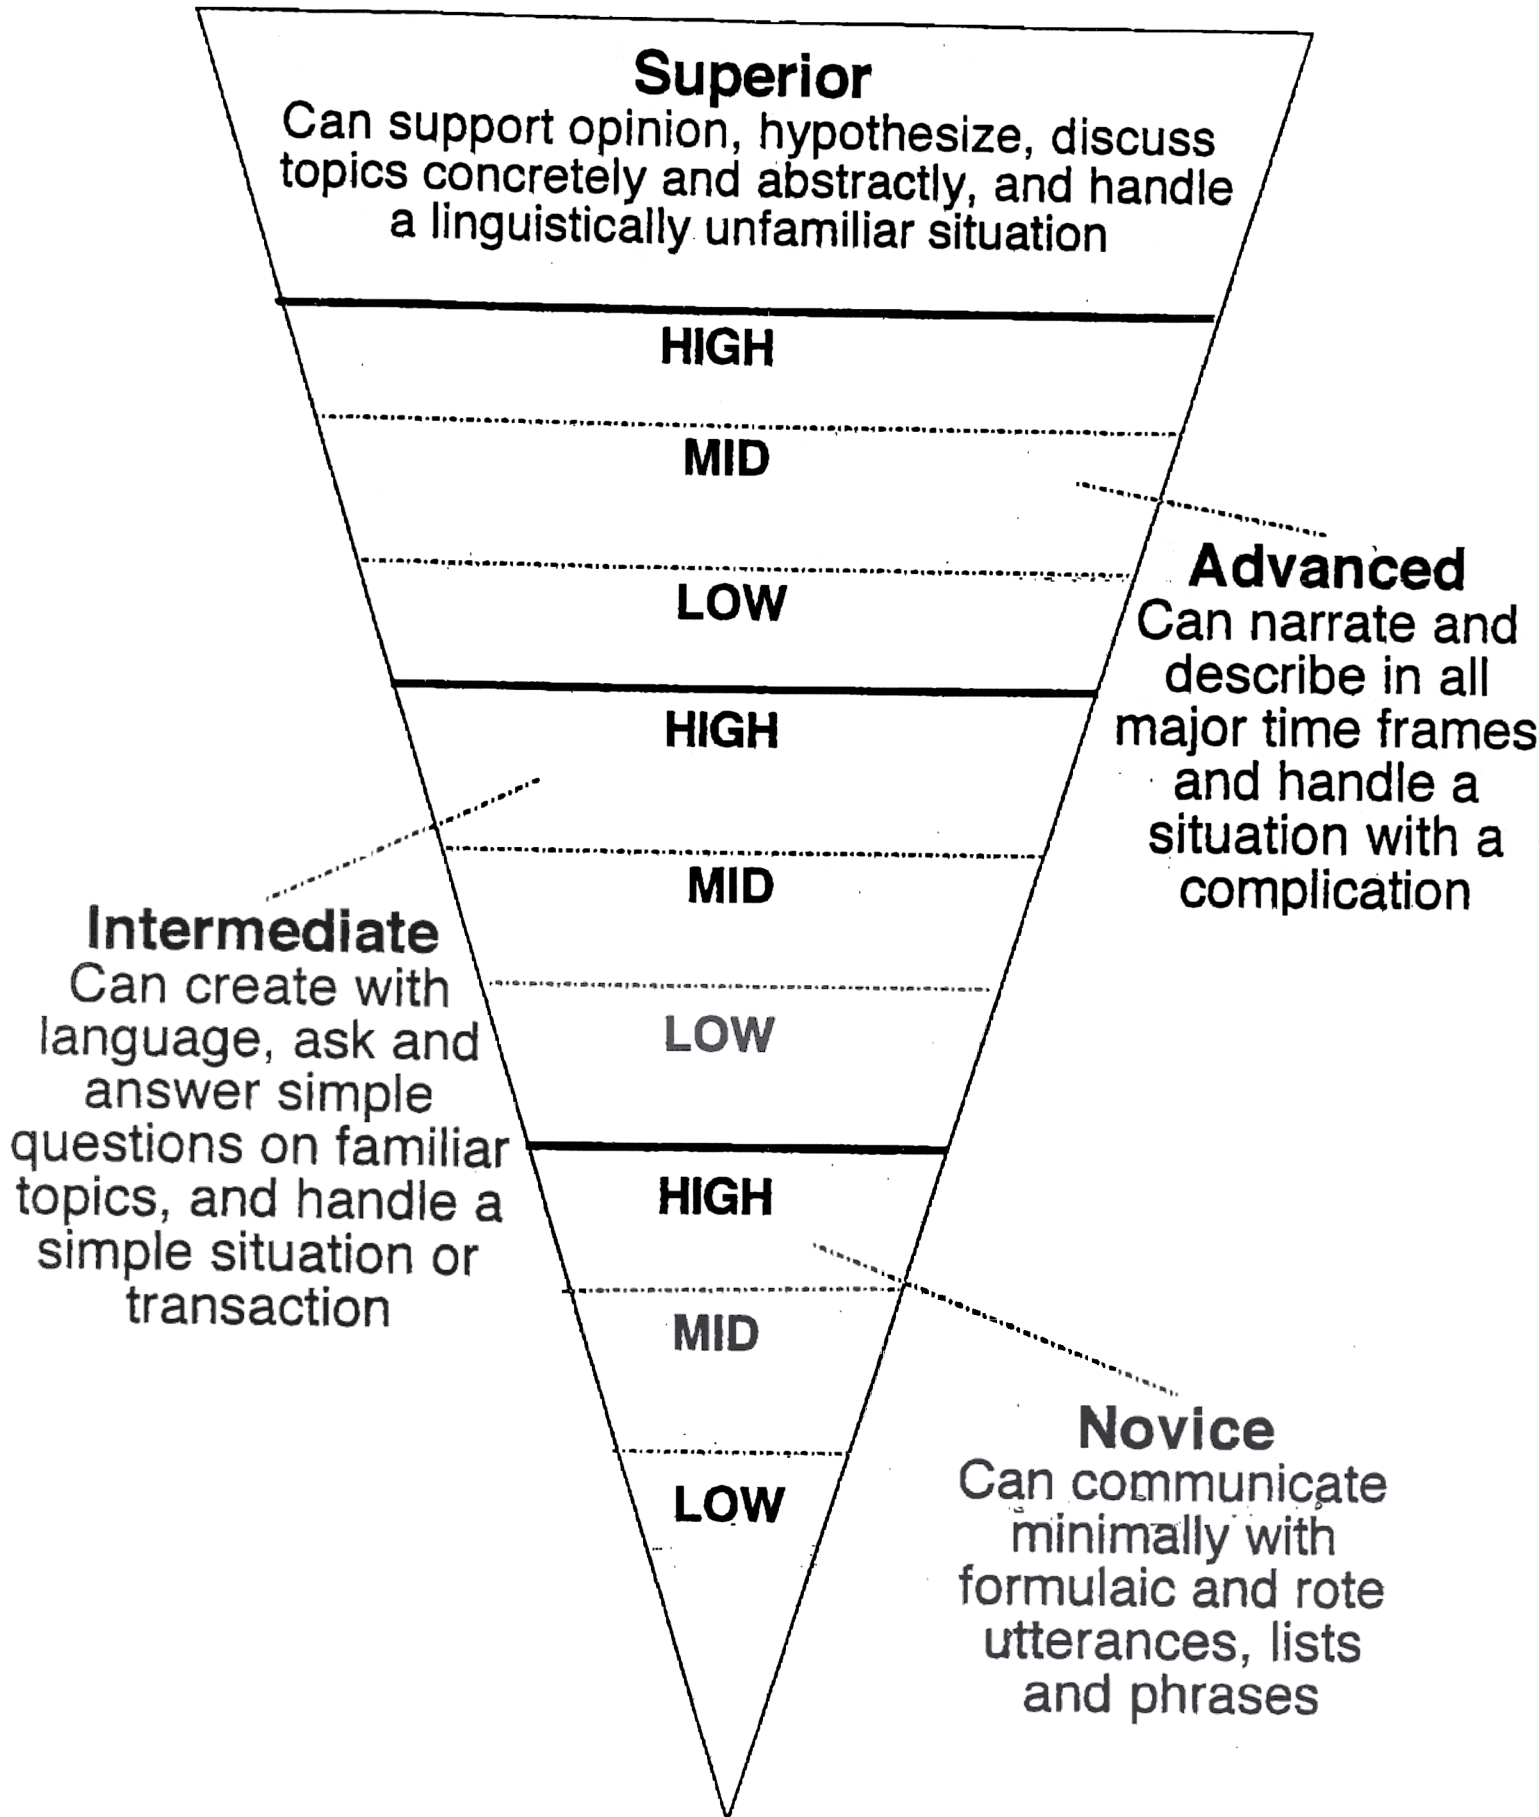 Superior
Can support opinion, hypothesize, discuss
topics concretely and abstractly, and handle
a linguistically unfamiliar situation
HIGH
MID
LOW
Advanced
Can narrate and
describe in all
major time frames
and handle a
situation with a
complication
HIGH
MID
LOW
Intermediate
Can create with
language, ask and
answer simple
questions on familiar
topics, and handle a
simple situation or
transaction
HIGH
MID
LOW
Novice
Can communicate
minimally with
formulaic and rote
utterances, lists
and phrases